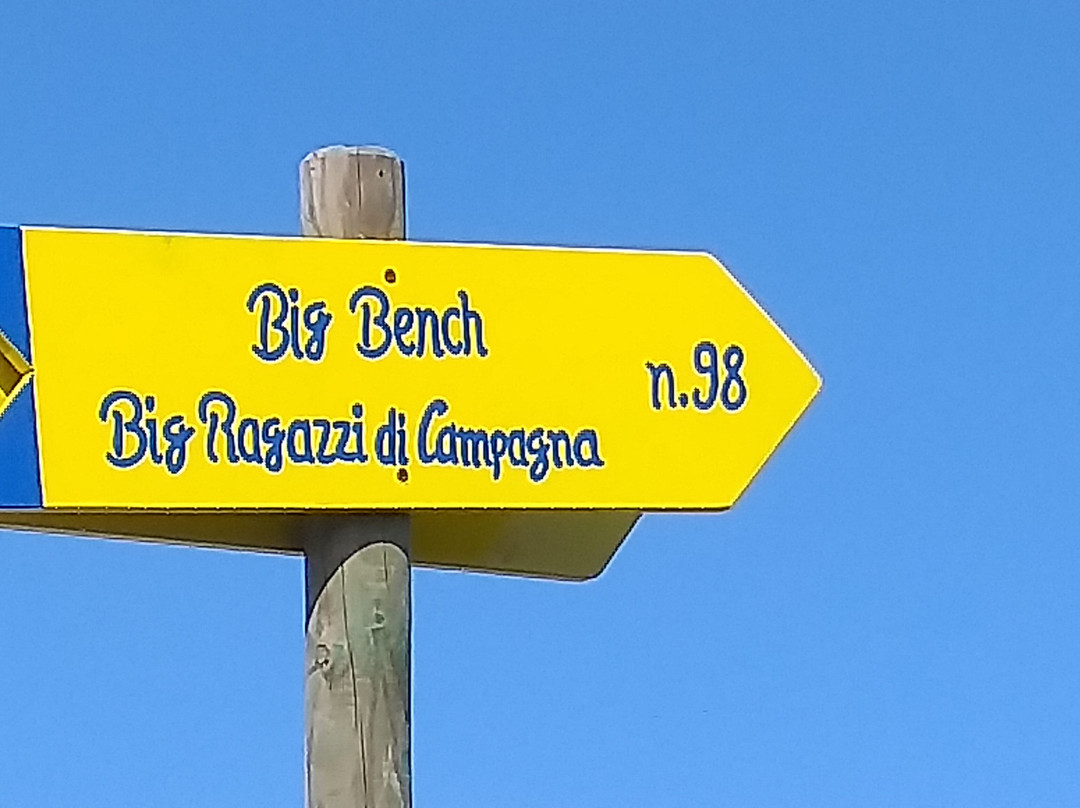 Big Bench
n.98
Big Ragazzi di Campagna